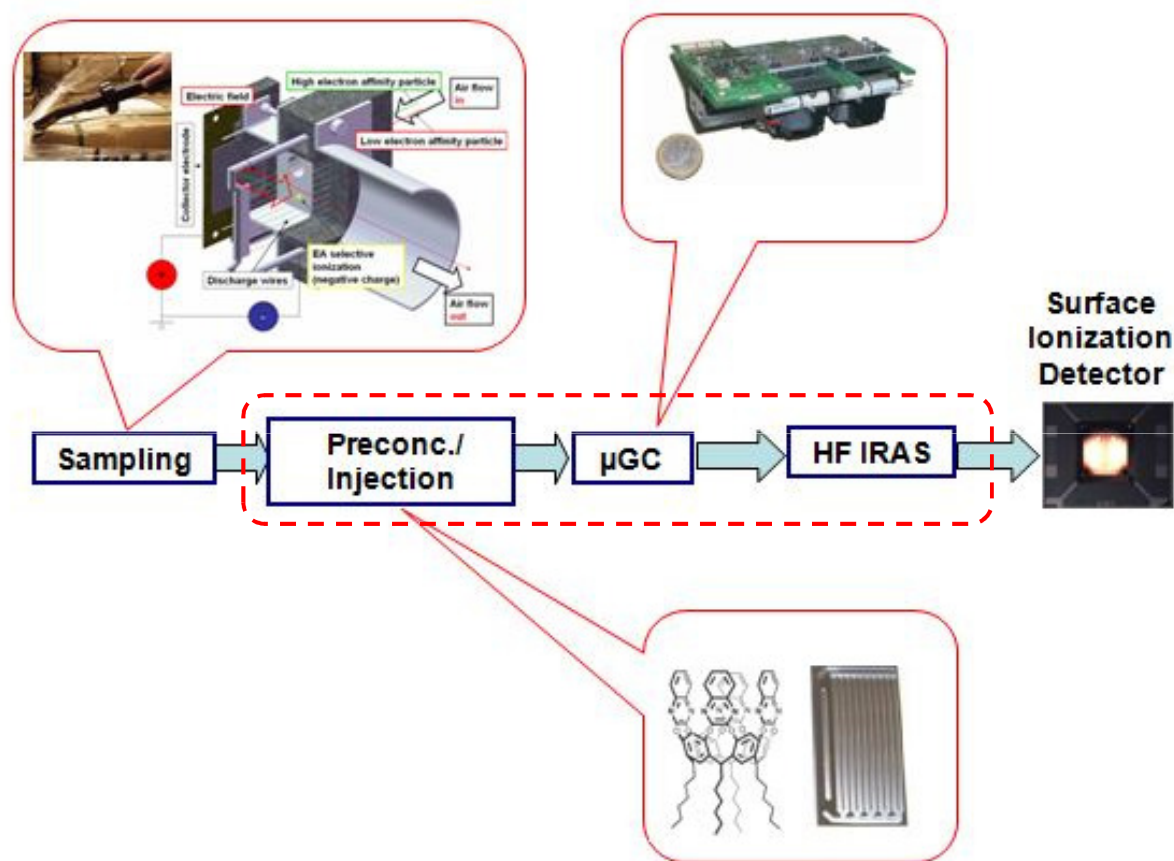 High electron affinity particle
Air flow
in
Electric field
Low electron affinity particle
Collector electrode
EA selective
ionization
(negative charge)
Discharge wires
Air flow
out
Surface
Ionization
Detector
Sampling
Preconc./
Injection
µGC
HF IRAS
N
N
N
N
N
N
O
O
O
O
O
O